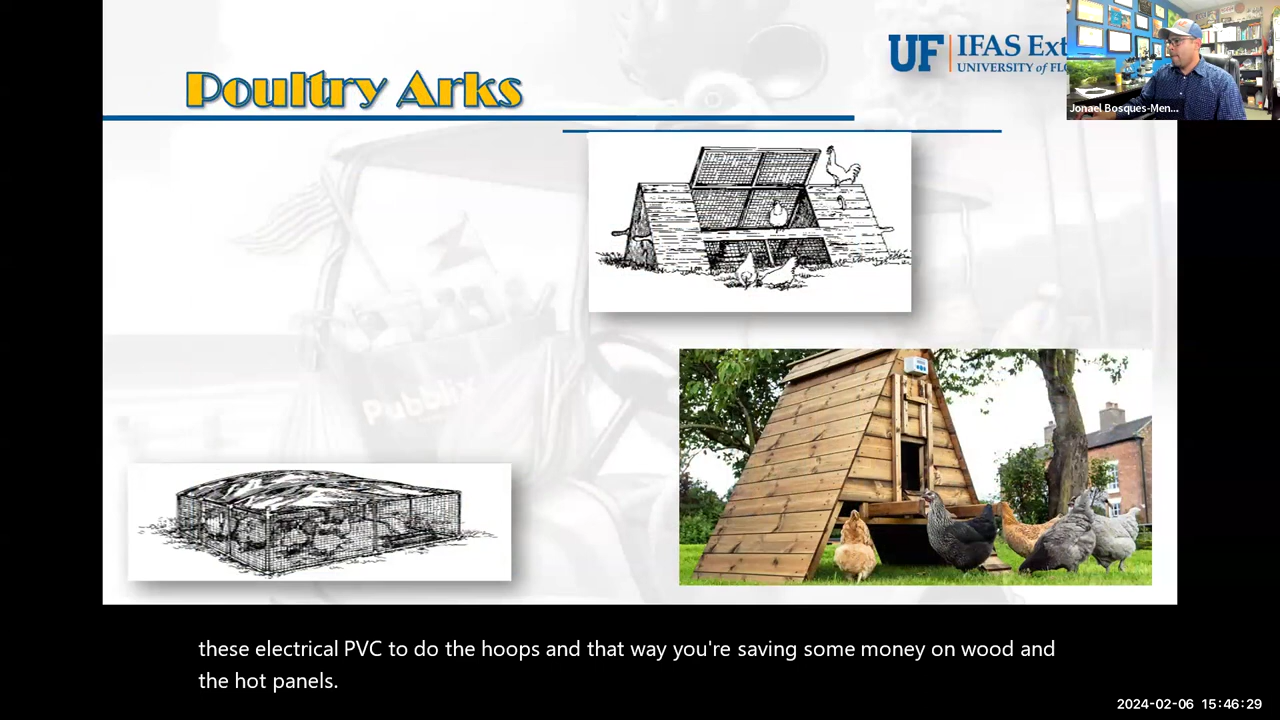 Poultry Arks
UF IFAS Ext
UNIVERSITY of FLO
Jonael Bosques-Men...
Pubblix
these electrical PVC to do the hoops and that way you're saving some money on wood and
the hot panels.
2024-02-06 15:46:29